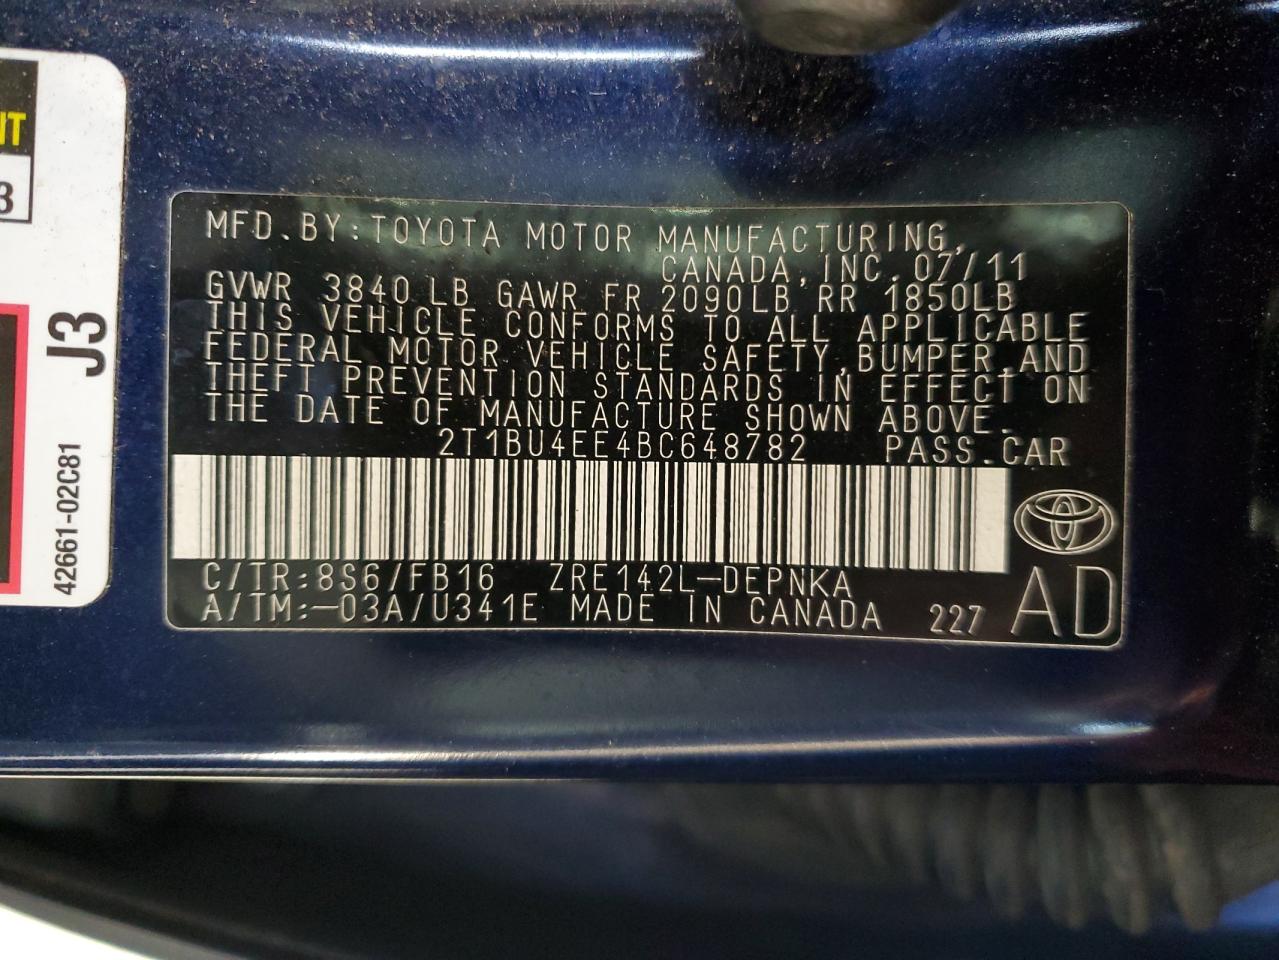 NT
3
J3
42661-02C81
MFD.BY:TOYOTA MOTOR MANUFACTURING,
CANADA,INC. 07/11
GVWR 3840 LB GAWR FR 2090LB RR 1850LB
THIS VEHICLE CONFORMS TO ALL APPLICABLE
FEDERAL MOTOR VEHICLE SAFETY,BUMPER,AND
THEFT PREVENTION STANDARDS IN EFFECT ON
THE DATE OF MANUFACTURE SHOWN ABOVE.
2T1BU4EE4BC648782 PASS.CAR
C/TR:8S6/FB16 ZRE142L-DEPNKA
A/TM:-03A/U341E MADE IN CANADA 227 AD